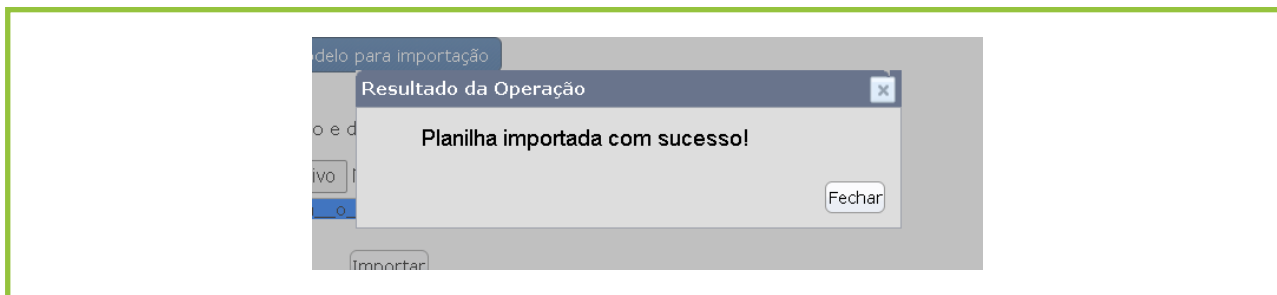 delo para importação
Resultado da Operação
o e d
Planilha importada com sucesso!
ivo
Fechar
Importar